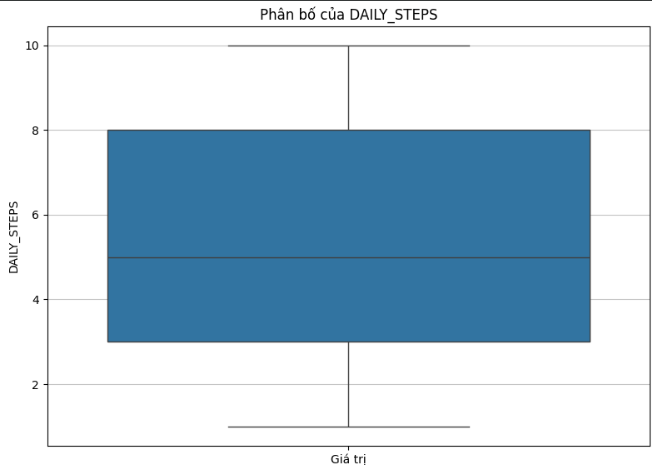 Phân bố của DAILY_STEPS
10
8
6
4
2
DAILY_STEPS
Giá trị